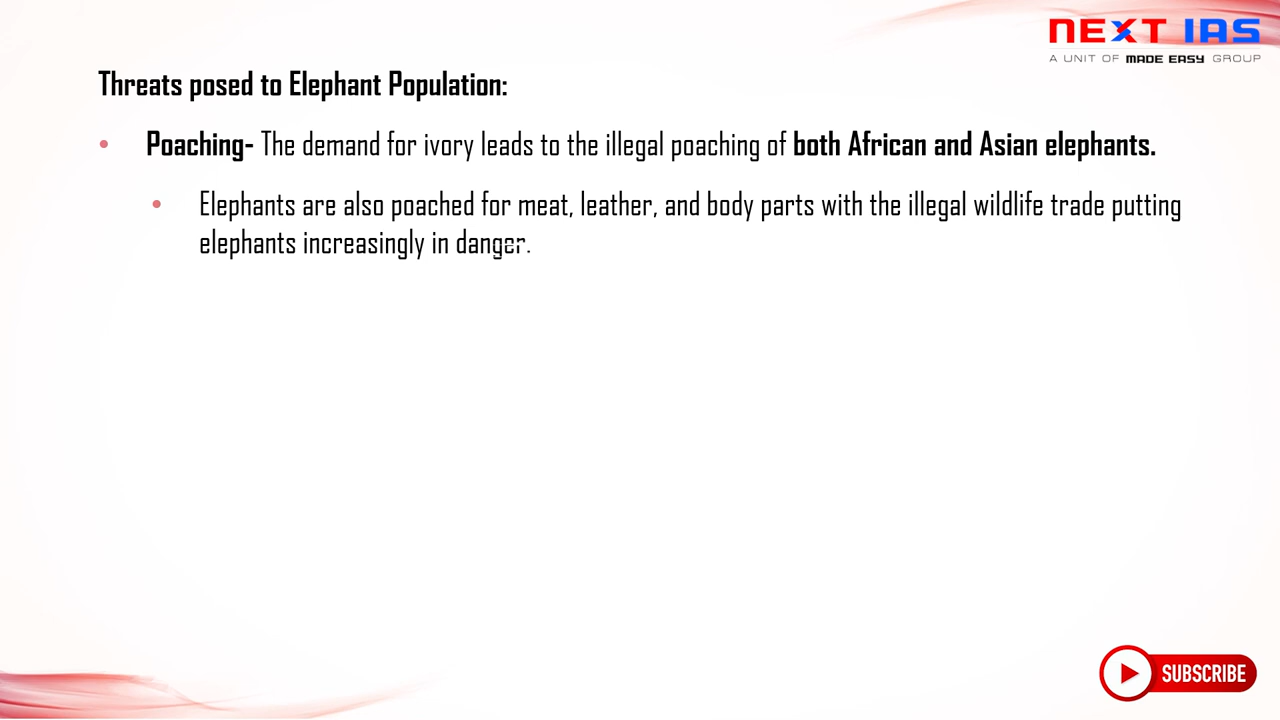 NEXT IAS
A UNIT OF MADE EASY GROUP
Threats posed to Elephant Population:
• Poaching- The demand for ivory leads to the illegal poaching of both African and Asian elephants.
• Elephants are also poached for meat, leather, and body parts with the illegal wildlife trade putting
elephants increasingly in danger.
SUBSCRIBE